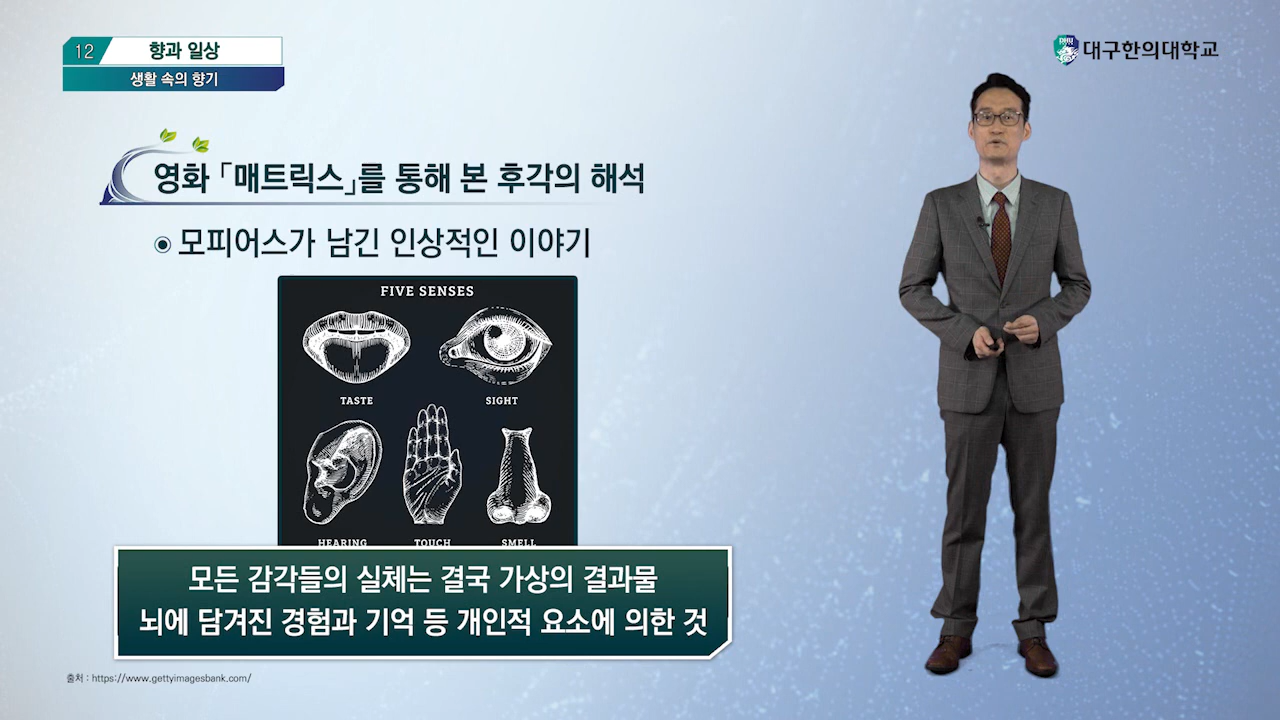 12
향과 일상
생활 속의 향기
대구한의대학교
영화 「매트릭스」를 통해 본 후각의 해석
모피어스가 남긴 인상적인 이야기
FIVE SENSES
TASTE
SIGHT
HEARING
TOUCH
SMELL
모든 감각들의 실체는 결국 가상의 결과물
뇌에 담겨진 경험과 기억 등 개인적 요소에 의한 것
출처 : https://www.gettyimagesbank.com/